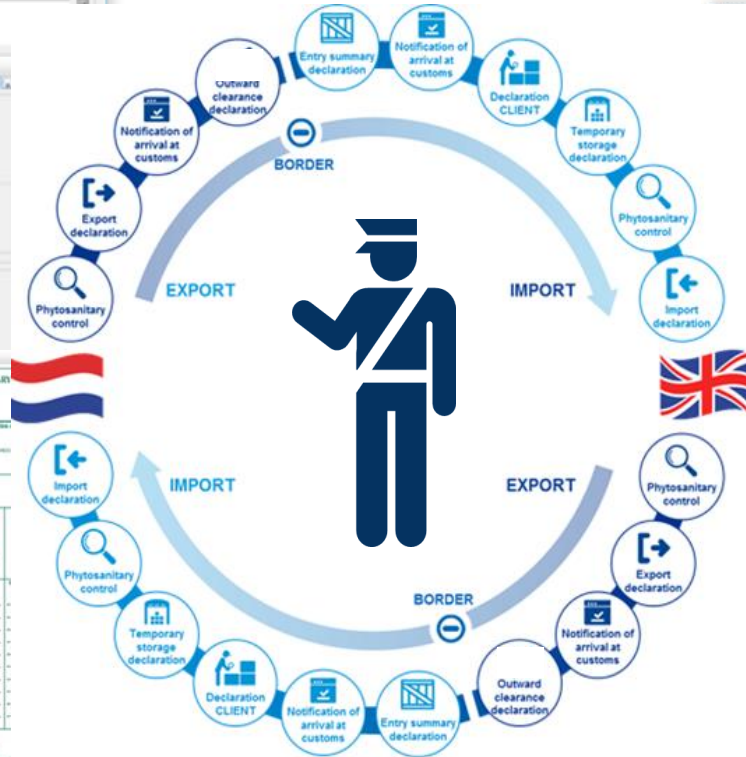 Phytosanitary
control
Export
declaration
Notification of
arrival at
customs
Outward
clearance
declaration
Entry summary
declaration
Notification of
arrival at
customs
Declaration
CLIENT
Temporary
storage
declaration
Phytosanitary
control
Import
declaration
BORDER
EXPORT
IMPORT
IMPORT
EXPORT
BORDER
Phytosanitary
control
Export
declaration
Notification of
arrival at
customs
Outward
clearance
declaration
Entry summary
declaration
Notification of
arrival at
customs
Declaration
CLIENT
Temporary
storage
declaration
Phytosanitary
control
Import
declaration